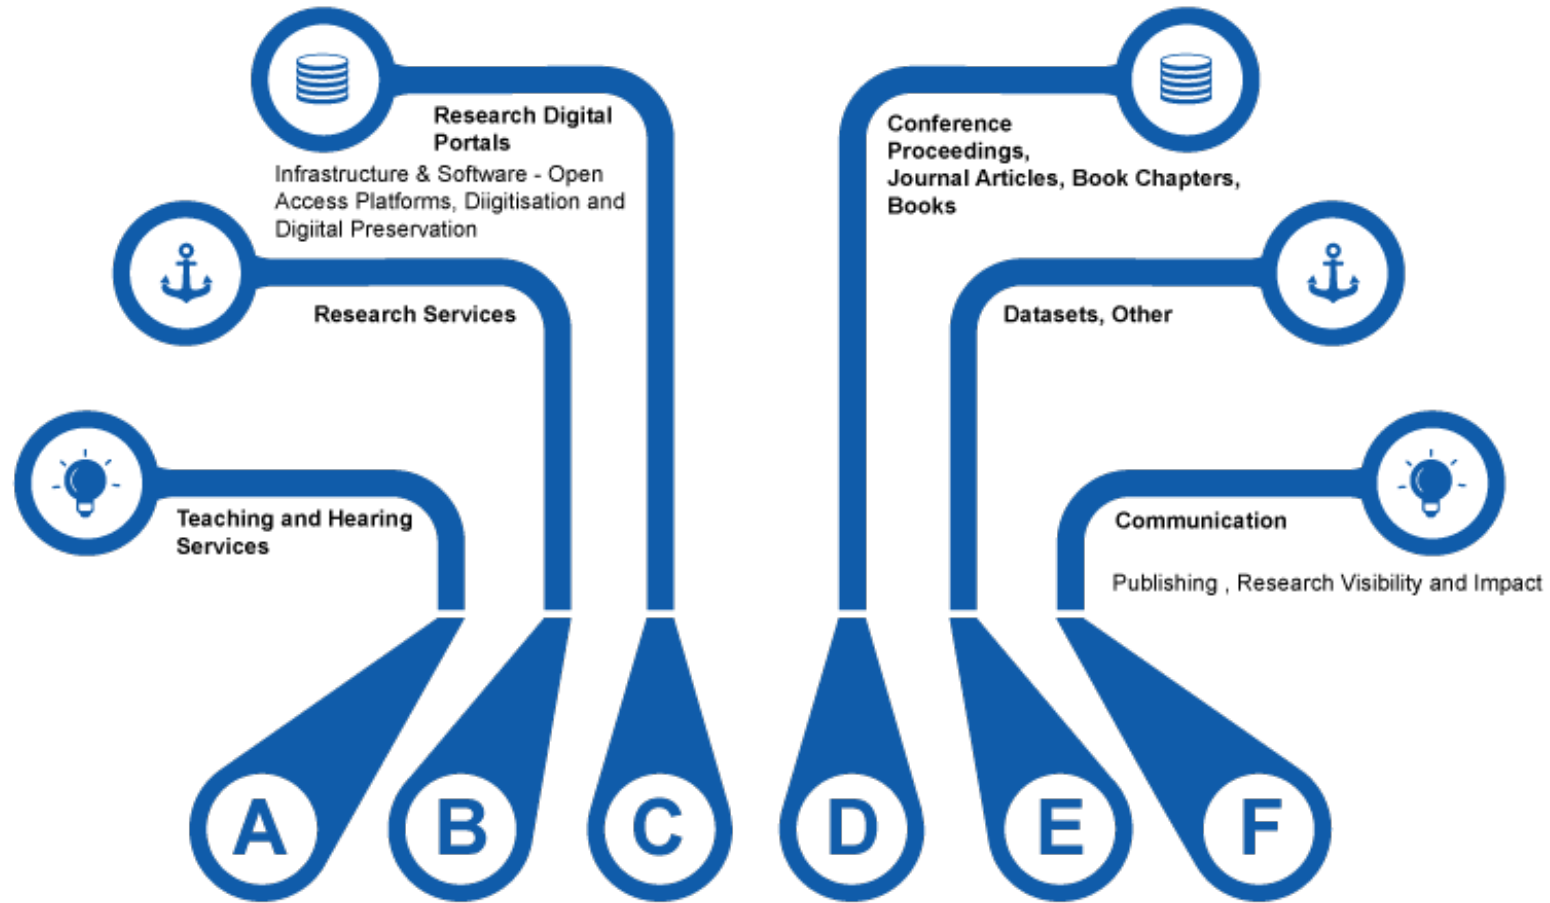 Research Digital
Portals
Infrastructure & Software - Open
Access Platforms, Diigitisation and
Digiital Preservation
Research Services
Teaching and Hearing
Services
Conference
Proceedings,
Journal Articles, Book Chapters,
Books
Datasets, Other
Communication
Publishing , Research Visibility and Impact
A B C D E F